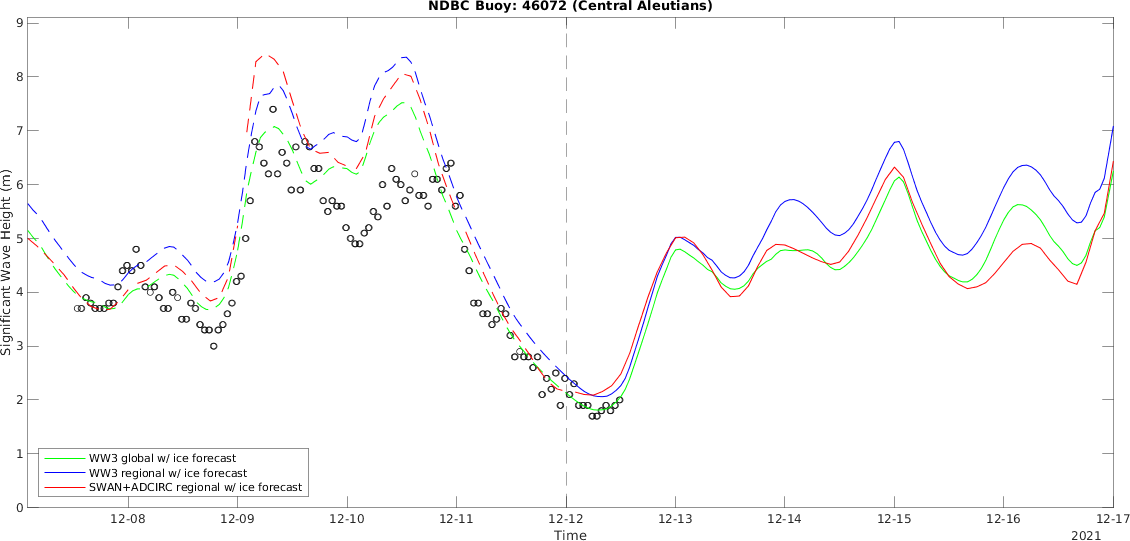 NDBC Buoy: 46072 (Central Aleutians)
Significant Wave Height (m)
9
8
7
6
5
4
3
2
1
0
WW3 global w/ ice forecast
WW3 regional w/ ice forecast
SWAN+ADCIRC regional w/ ice forecast
12-08 12-09 12-10 12-11 12-12 12-13 12-14 12-15 12-16 12-17
Time
2021